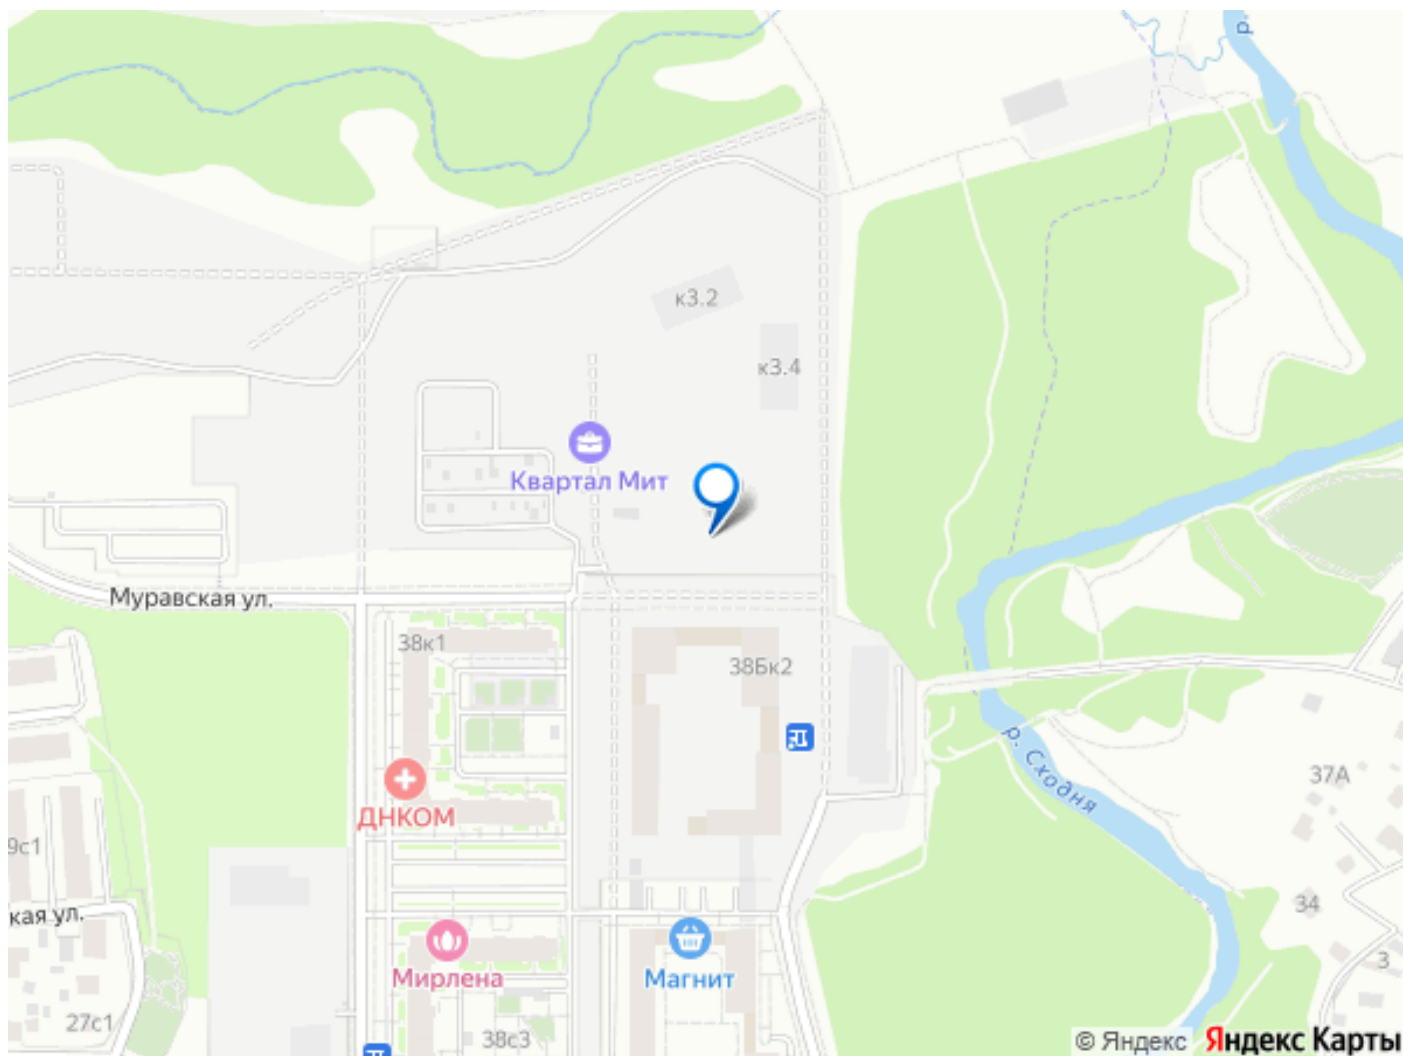 р.
к3.2
к3.4
Квартал Мит
Муравская ул.
38к1
38Бк2
р. Сходня
37А
ДНКОМ
9с1
34
кая ул.
Мирлена
Магнит
3
27с1
38с3
© Яндекс Яндекс Карты